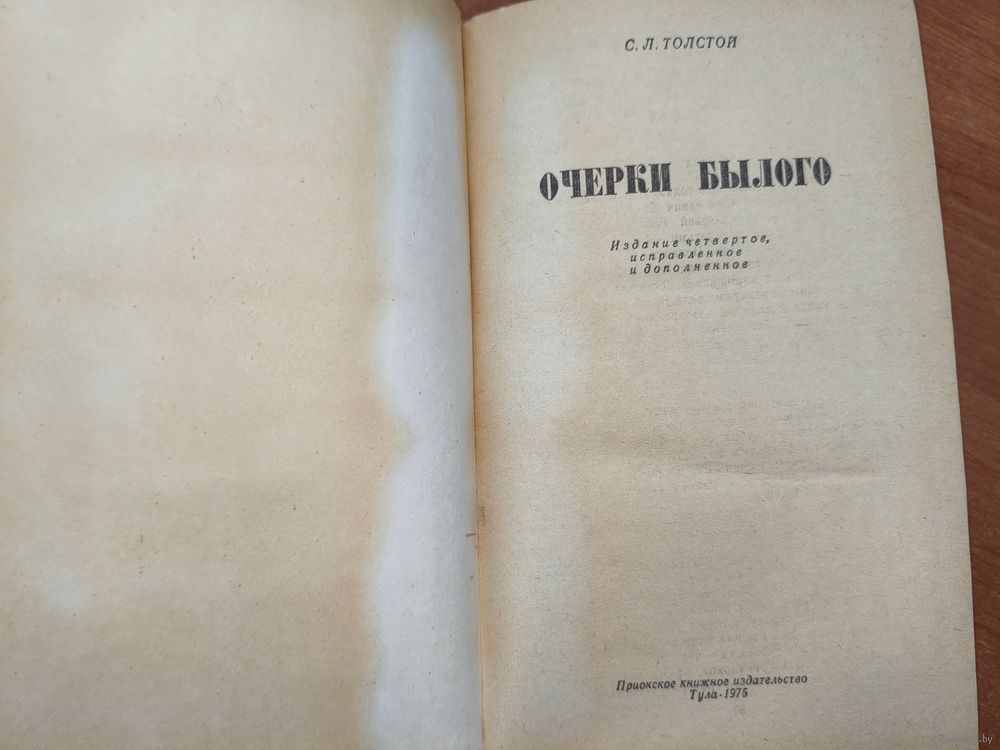 С. Л. ТОЛСТОЙ
ОЧЕРКИ БЫЛОГО
Издание четвертое,
исправленное
и дополненное
Приокское книжное издательство
Тула·1975